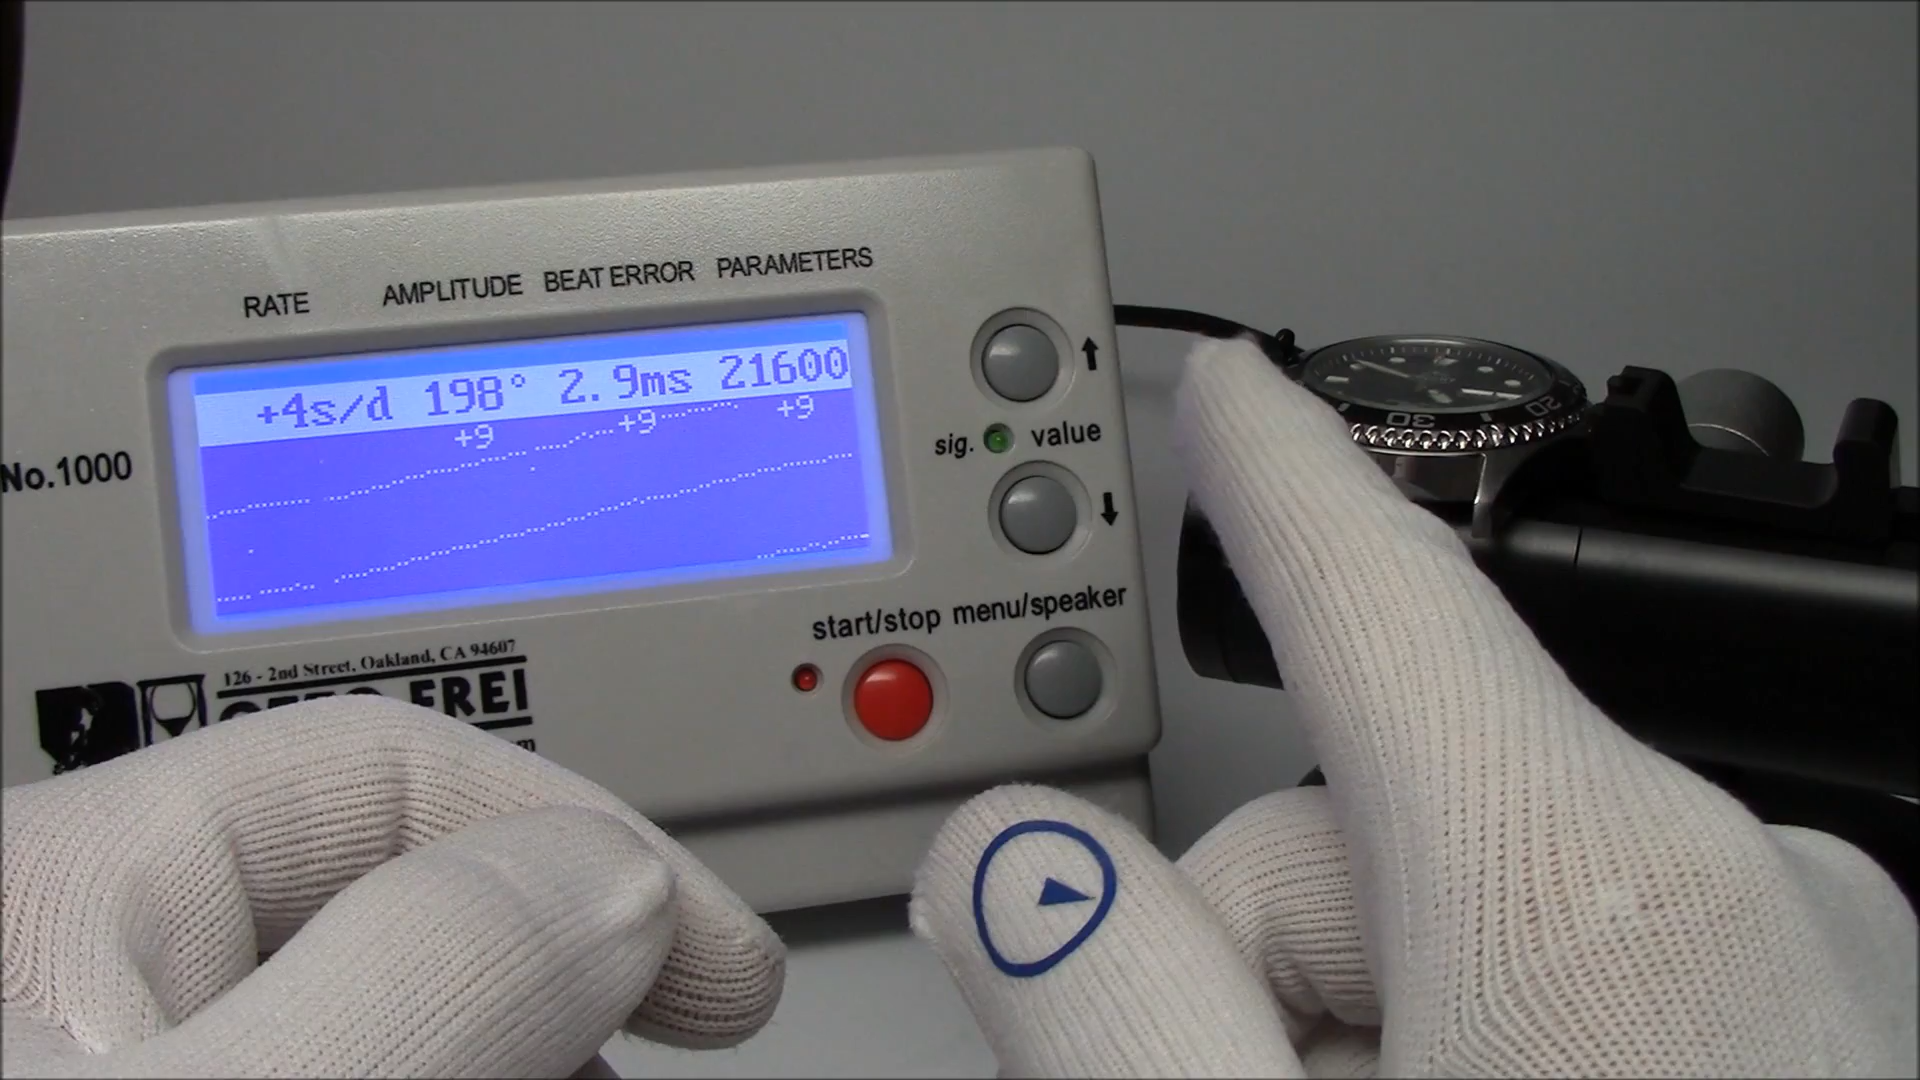 RATE AMPLITUDE BEAT ERROR PARAMETERS
+4s/d 198° 2.9ms 21600
+9 +9 +9
No.1000
sig. value
start/stop menu/speaker
126 - 2nd Street, Oakland, CA 94607
FREI
30 20